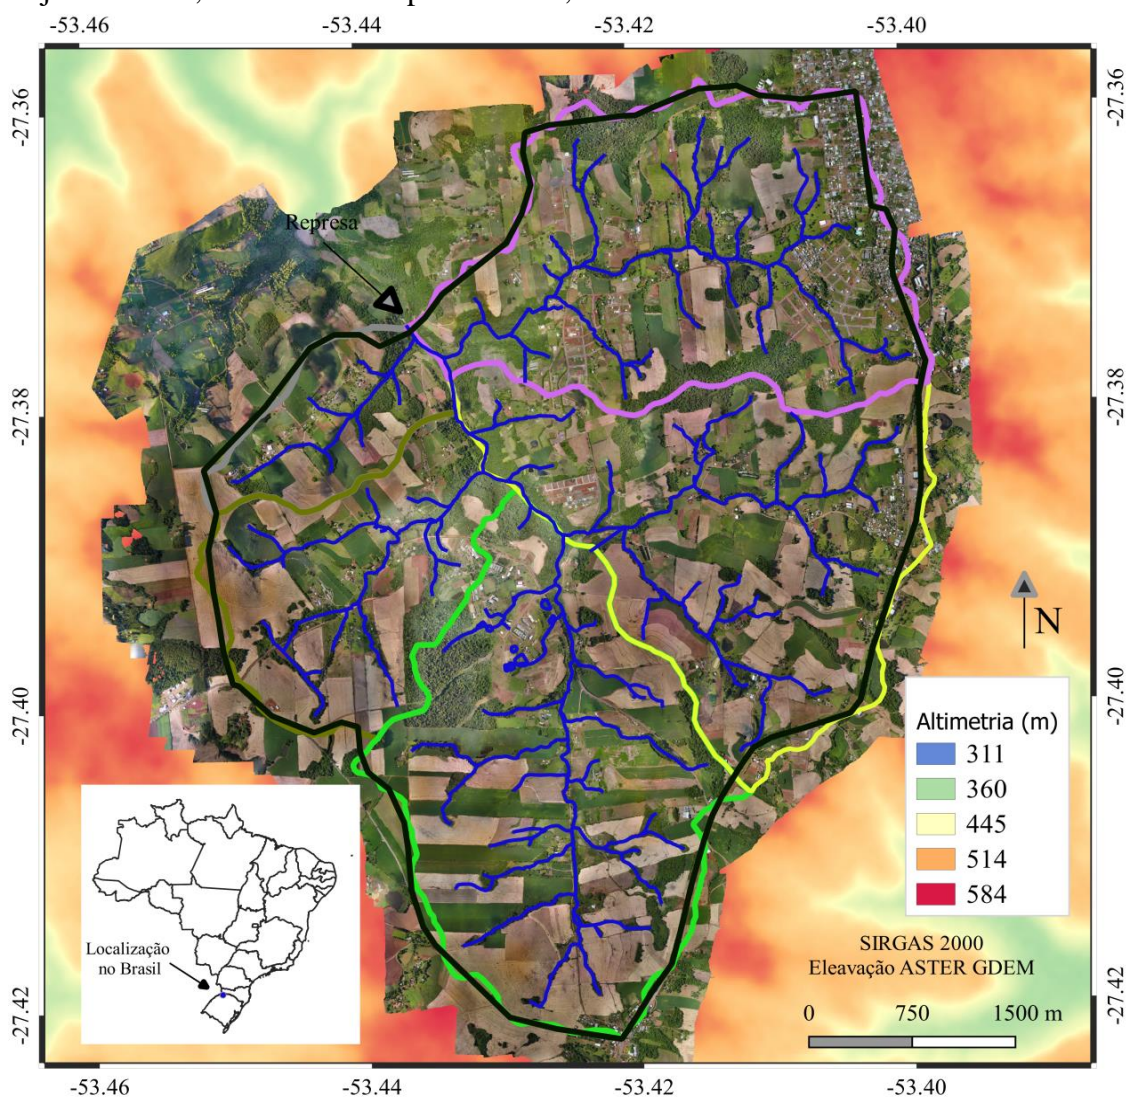 -53.46 -53.44 -53.42 -53.40
-27.36 -27.36
Represa
-27.38 -27.38
N
-27.40 -27.40
Altimetria (m)
311
360
445
514
584
Localização
no Brasil
SIRGAS 2000
Eleavação ASTER GDEM
0 750 1500 m
-27.42 -27.42
-53.46 -53.44 -53.42 -53.40